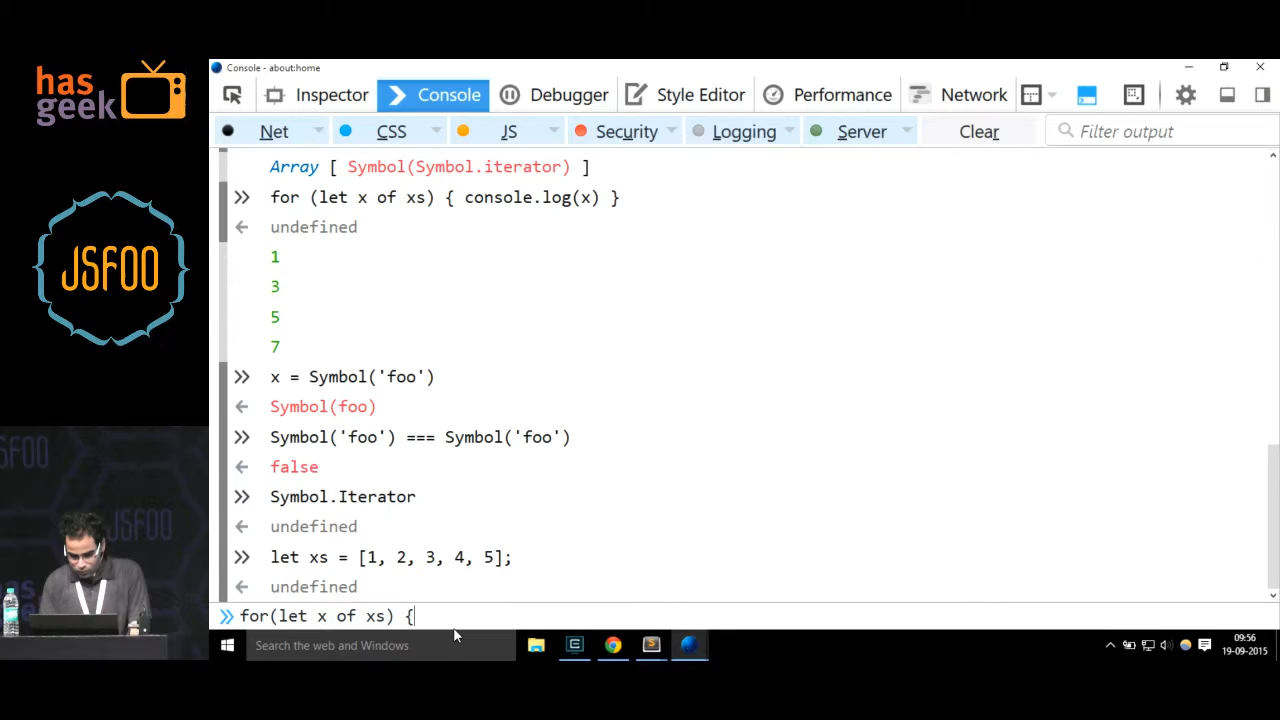 has
geek
JSFOO
Console - about:home
Inspector
Console
Debugger
Style Editor
Performance
Network
Net
CSS
JS
Security
Logging
Server
Clear
Filter output
Array [ Symbol(Symbol.iterator) ]
for (let x of xs) { console.log(x) }
undefined
1
3
5
7
x = Symbol('foo')
Symbol(foo)
Symbol('foo') === Symbol('foo')
false
Symbol.Iterator
undefined
let xs = [1, 2, 3, 4, 5];
undefined
for(let x of xs) {
Search the web and Windows
09:56
19-09-2015
JSFOO